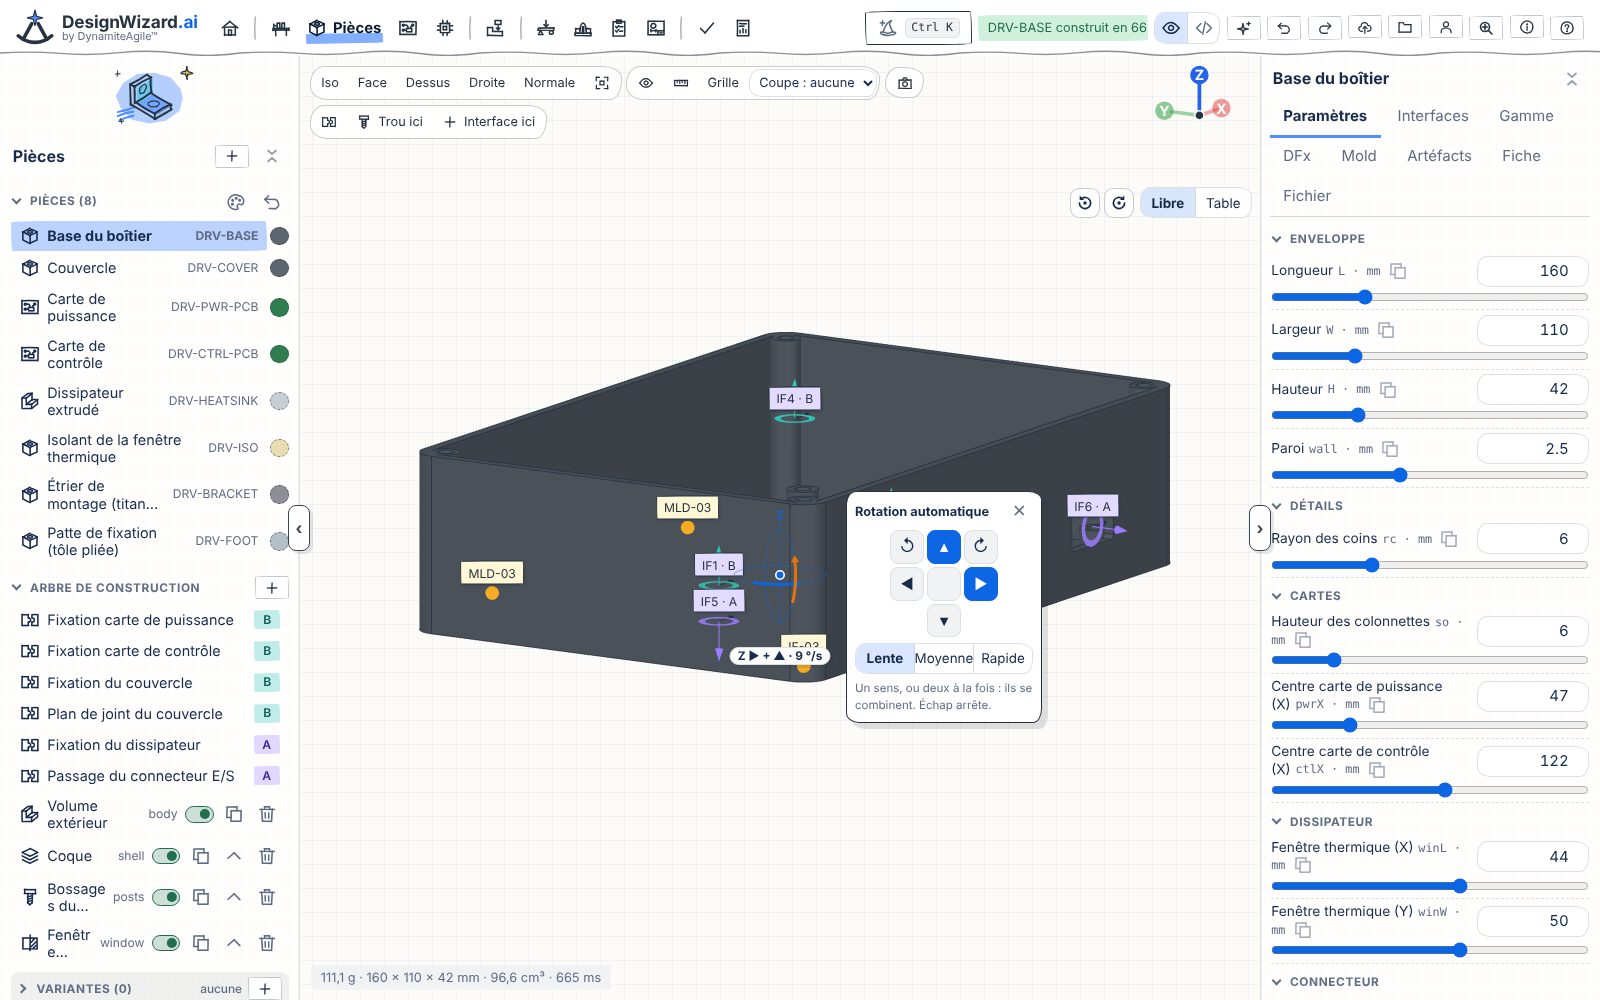 DesignWizard.ai
by DynamiteAgile™
Pièces
Ctrl K
DRV-BASE construit en 66
Pièces
PIÈCES (8)
Base du boîtier DRV-BASE
Couvercle DRV-COVER
Carte de
puissance DRV-PWR-PCB
Carte de
contrôle DRV-CTRL-PCB
Dissipateur
extrudé DRV-HEATSINK
Isolant de la fenêtre
thermique DRV-ISO
Étrier de
montage (titan... DRV-BRACKET
Patte de fixation
(tôle pliée) DRV-FOOT
ARBRE DE CONSTRUCTION
Fixation carte de puissance B
Fixation carte de contrôle B
Fixation du couvercle B
Plan de joint du couvercle B
Fixation du dissipateur A
Passage du connecteur E/S A
Volume
extérieur body
Coque shell
Bossage
s du... posts
Fenêtr
e... window
VARIANTES (0) aucune
Iso Face Dessus Droite Normale
Grille Coupe : aucune
Trou ici Interface ici
Z
Y X
Libre Table
IF4 · B
MLD-03
MLD-03
IF1 · B
IF5 · A
IF6 · A
Z
Z ▶ + ▲ · 9 °/s
Rotation automatique
Lente Moyenne Rapide
Un sens, ou deux à la fois : ils se
combinent. Échap arrête.
111,1 g · 160 × 110 × 42 mm · 96,6 cm³ · 665 ms
Base du boîtier
Paramètres Interfaces Gamme
DFx Mold Artéfacts Fiche
Fichier
ENVELOPPE
Longueur L · mm 160
Largeur W · mm 110
Hauteur H · mm 42
Paroi wall · mm 2.5
DÉTAILS
Rayon des coins rc · mm 6
CARTES
Hauteur des colonnettes so ·
mm 6
Centre carte de puissance
(X) pwrX · mm 47
Centre carte de contrôle
(X) ctlX · mm 122
DISSIPATEUR
Fenêtre thermique (X) winL ·
mm 44
Fenêtre thermique (Y) winW ·
mm 50
CONNECTEUR